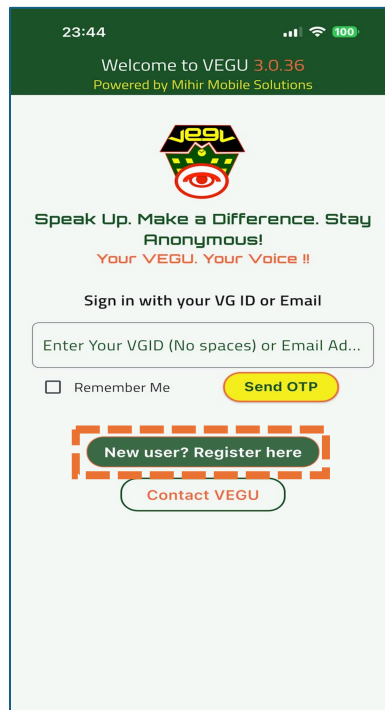 23:44
100
Welcome to VEGU 3.0.36
Powered by Mihir Mobile Solutions
VEGU
Speak Up. Make a Difference. Stay
Anonymous!
Your VEGU. Your Voice !!
Sign in with your VG ID or Email
Enter Your VGID (No spaces) or Email Ad...
Remember Me
Send OTP
New user? Register here
Contact VEGU